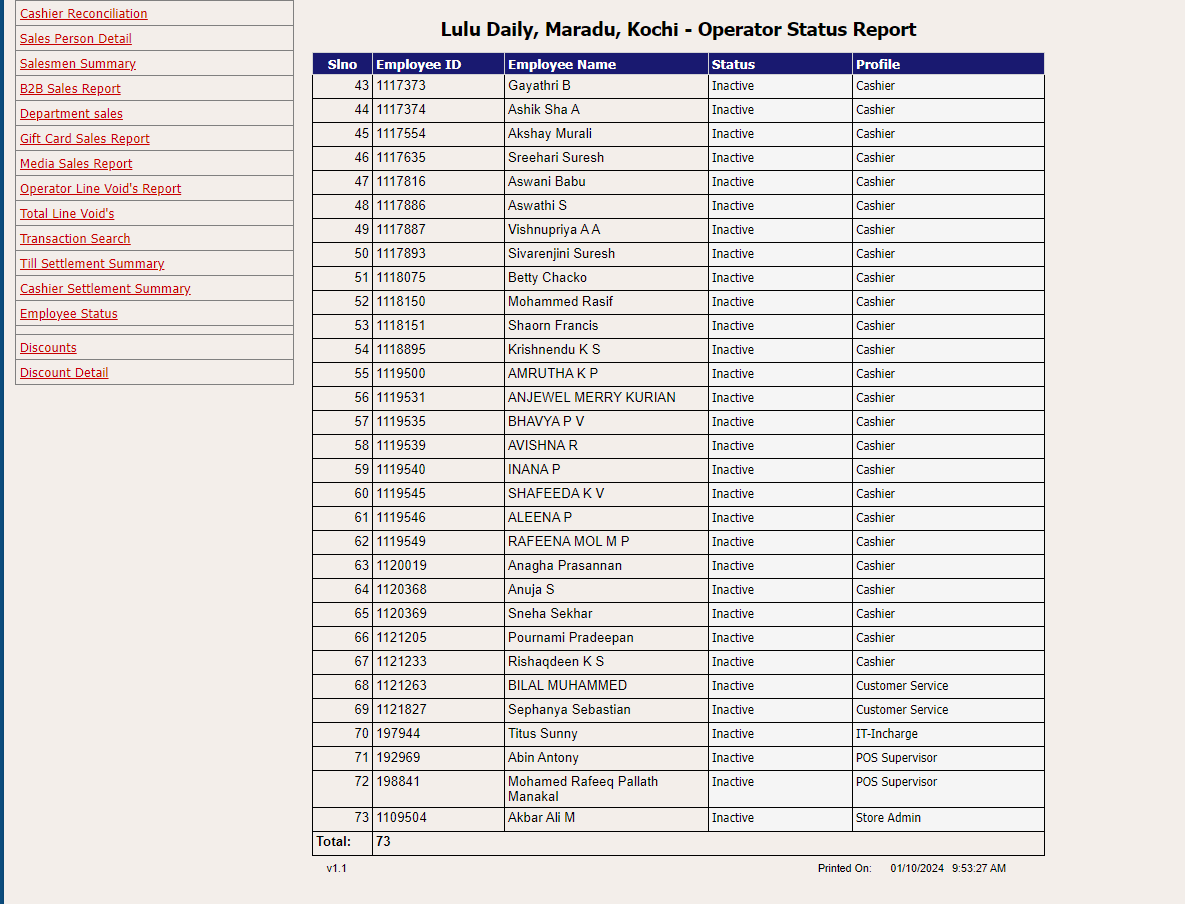 Cashier Reconciliation
Sales Person Detail
Salesmen Summary
B2B Sales Report
Department sales
Gift Card Sales Report
Media Sales Report
Operator Line Void's Report
Total Line Void's
Transaction Search
Till Settlement Summary
Cashier Settlement Summary
Employee Status
Discounts
Discount Detail
Lulu Daily, Maradu, Kochi - Operator Status Report
Slno Employee ID Employee Name Status Profile
43 1117373 Gayathri B Inactive Cashier
44 1117374 Ashik Sha A Inactive Cashier
45 1117554 Akshay Murali Inactive Cashier
46 1117635 Sreehari Suresh Inactive Cashier
47 1117816 Aswani Babu Inactive Cashier
48 1117886 Aswathi S Inactive Cashier
49 1117887 Vishnupriya A A Inactive Cashier
50 1117893 Sivarenjini Suresh Inactive Cashier
51 1118075 Betty Chacko Inactive Cashier
52 1118150 Mohammed Rasif Inactive Cashier
53 1118151 Shaorn Francis Inactive Cashier
54 1118895 Krishnendu K S Inactive Cashier
55 1119500 AMRUTHA K P Inactive Cashier
56 1119531 ANJEWEL MERRY KURIAN Inactive Cashier
57 1119535 BHAVYA P V Inactive Cashier
58 1119539 AVISHNA R Inactive Cashier
59 1119540 INANA P Inactive Cashier
60 1119545 SHAFEEDA K V Inactive Cashier
61 1119546 ALEENA P Inactive Cashier
62 1119549 RAFEENA MOL M P Inactive Cashier
63 1120019 Anagha Prasannan Inactive Cashier
64 1120368 Anuja S Inactive Cashier
65 1120369 Sneha Sekhar Inactive Cashier
66 1121205 Pournami Pradeepan Inactive Cashier
67 1121233 Rishaqdeen K S Inactive Cashier
68 1121263 BILAL MUHAMMED Inactive Customer Service
69 1121827 Sephanya Sebastian Inactive Customer Service
70 197944 Titus Sunny Inactive IT-Incharge
71 192969 Abin Antony Inactive POS Supervisor
72 198841 Mohamed Rafeeq Pallath Inactive POS Supervisor
Manakal
73 1109504 Akbar Ali M Inactive Store Admin
Total: 73
v1.1 Printed On: 01/10/2024 9:53:27 AM